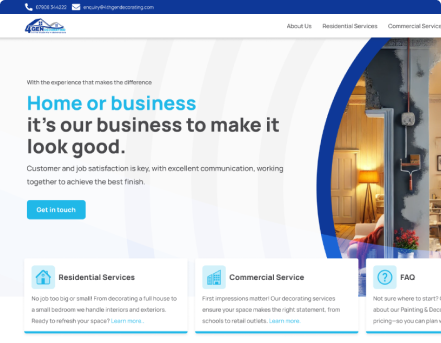 07606 344222 enquiry@4thgendecorating.com
4GEN
About Us Residential Services Commercial Service
With the experience that makes the difference
Home or business
it's our business to make it
look good.
Customer and job satisfaction is key, with excellent communication, working
together to achieve the best finish.
Get in touch
Residential Services
No job too big or small! From decorating a full house to
a small bedroom we handle interiors and exteriors.
Ready to refresh your space? Learn more..
Commercial Service
First impressions matter! Our decorating services
ensure your space makes the right statement, from
schools to retail outlets. Learn more.
FAQ
Not sure where to start?
about our Painting & Deco
pricing—so you can plan w